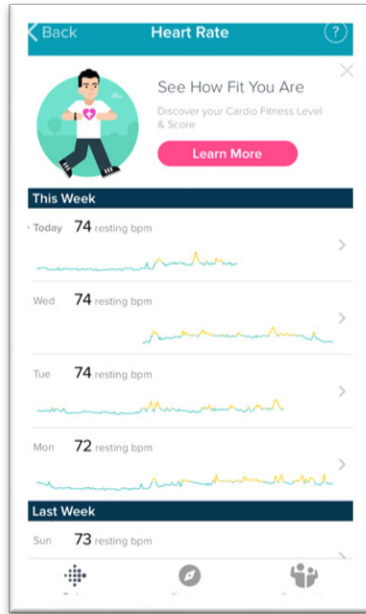 Back
Heart Rate
?
See How Fit You Are
Discover your Cardio Fitness Level
& Score
Learn More
This Week
Today 74 resting bpm
Wed 74 resting bpm
Tue 74 resting bpm
Mon 72 resting bpm
Last Week
Sun 73 resting bpm